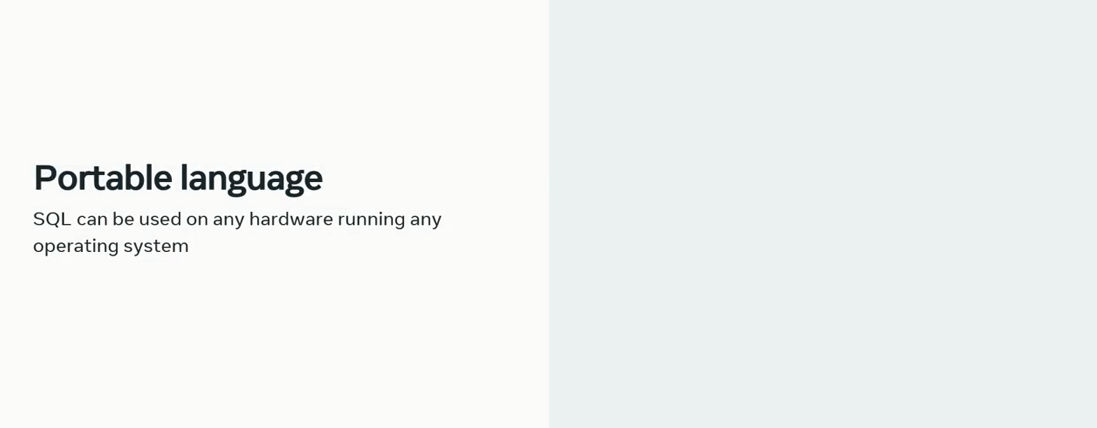 Portable language
SQL can be used on any hardware running any
operating system